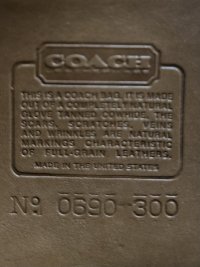 COACH
THIS IS A COACH BAG. IT IS MADE
OUT OF A COMPLETELY NATURAL
GLOVE TANNED COWHIDE. THE
SCARS, SCRATCHES, VEINS
AND WRINKLES ARE NATURAL
MARKINGS CHARACTERISTIC
OF FULL-GRAIN LEATHERS.
MADE IN THE UNITED STATES
Nº 0690-300